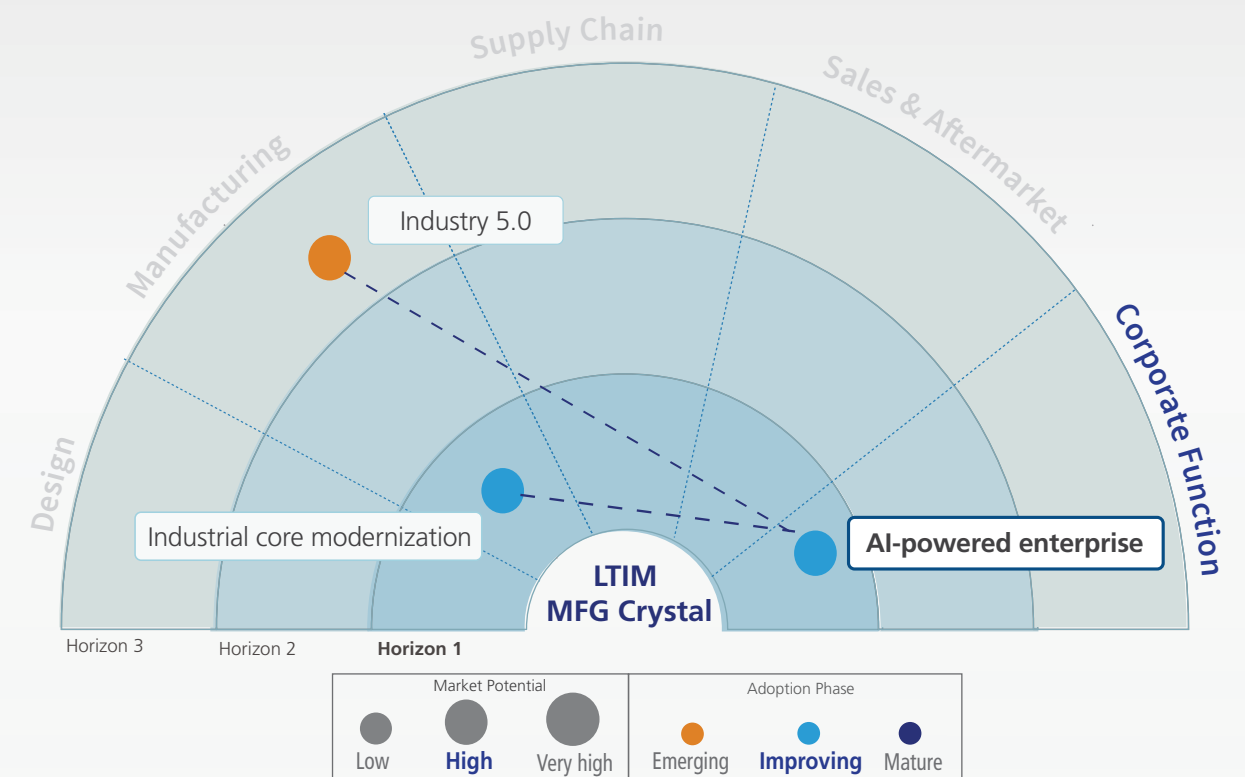 Supply Chain
Sales & Aftermarket
Manufacturing
Industry 5.0
Corporate Function
Design
Industrial core modernization
AI-powered enterprise
LTIM
MFG Crystal
Horizon 3
Horizon 2
Horizon 1
Market Potential
Adoption Phase
Low
High
Very high
Emerging
Improving
Mature